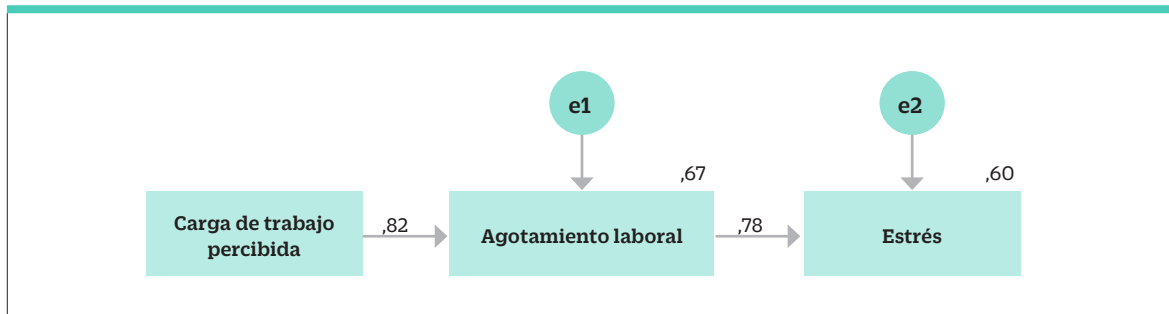 e1
e2
,67
,60
Carga de trabajo
percibida
,82
Agotamiento laboral
,78
Estrés